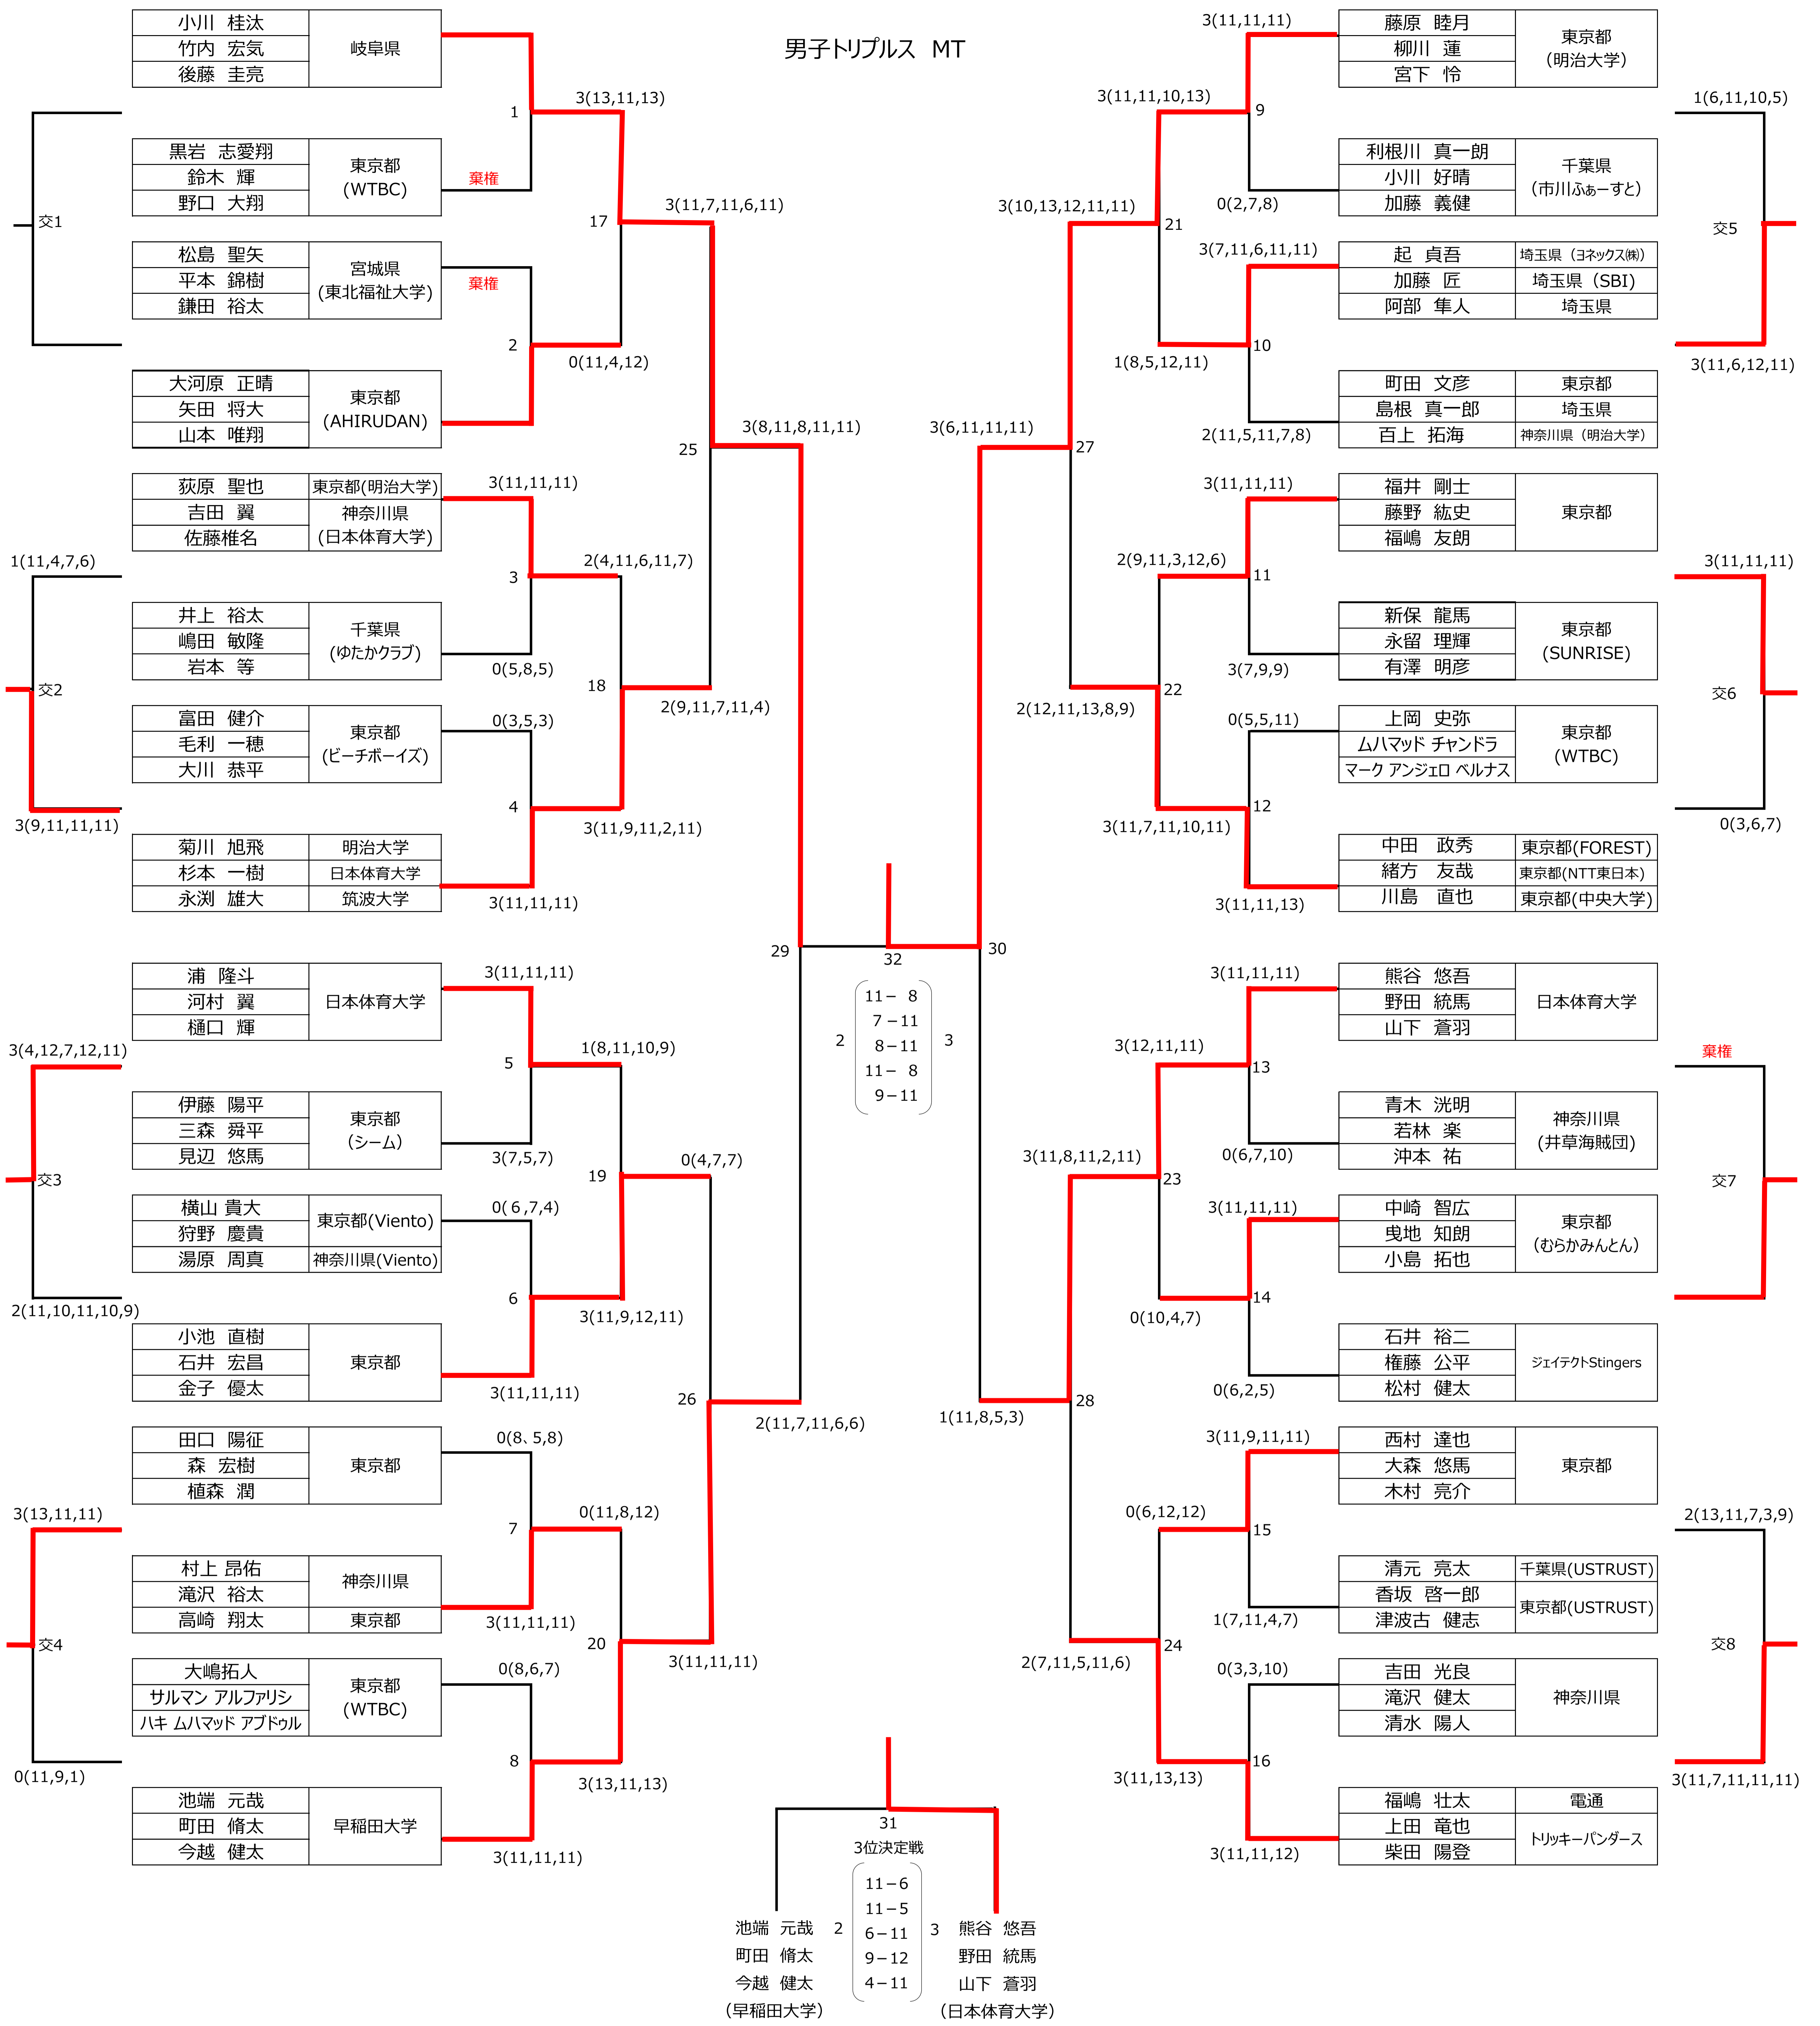 男子トリプルス MT
小川 桂汰
竹内 宏気
後藤 圭亮
岐阜県
1
3(13,11,13)
黒岩 志愛翔
鈴木 輝
野口 大翔
東京都
(WTBC)
棄権
交1
17
3(11,7,11,6,11)
松島 聖矢
平本 錦樹
鎌田 裕太
宮城県
(東北福祉大学)
棄権
2
0(11,4,12)
大河原 正晴
矢田 将大
山本 唯翔
東京都
(AHIRUDAN)
25
3(8,11,8,11,11)
荻原 聖也
吉田 翼
佐藤椎名
東京都(明治大学)
神奈川県
(日本体育大学)
3(11,11,11)
3
2(4,11,6,11,7)
1(11,4,7,6)
井上 裕太
嶋田 敏隆
岩本 等
千葉県
(ゆたかクラブ)
0(5,8,5)
交2
18
2(9,11,7,11,4)
富田 健介
毛利 一穂
大川 恭平
東京都
(ビーチボーイズ)
0(3,5,3)
4
3(11,9,11,2,11)
3(9,11,11,11)
菊川 旭飛
杉本 一樹
永渕 雄大
明治大学
日本体育大学
筑波大学
3(11,11,11)
29
浦 隆斗
河村 翼
樋口 輝
日本体育大学
3(11,11,11)
5
1(8,11,10,9)
3(4,12,7,12,11)
伊藤 陽平
三森 舜平
見辺 悠馬
東京都
(シーム)
3(7,5,7)
交3
19
0(4,7,7)
横山 貴大
狩野 慶貴
湯原 周真
東京都(Viento)
神奈川県(Viento)
0( 6 ,7,4)
6
3(11,9,12,11)
2(11,10,11,10,9)
小池 直樹
石井 宏昌
金子 優太
東京都
3(11,11,11)
26
2(11,7,11,6,6)
田口 陽征
森 宏樹
植森 潤
東京都
0(8、5,8)
7
0(11,8,12)
3(13,11,11)
村上 昂佑
滝沢 裕太
高崎 翔太
神奈川県
東京都
3(11,11,11)
交4
20
3(11,11,11)
大嶋拓人
サルマン アルファリシ
ハキ ムハマッド アブドゥル
東京都
(WTBC)
0(8,6,7)
8
3(13,11,13)
0(11,9,1)
池端 元哉
町田 脩太
今越 健太
早稲田大学
3(11,11,11)
32
2
11－ 8
7－11
8－11
11－ 8
9－11
3
30
3(11,11,11)
藤原 睦月
柳川 蓮
宮下 怜
東京都
(明治大学)
3(11,11,10,13)
9
1(6,11,10,5)
利根川 真一朗
小川 好晴
加藤 義健
千葉県
(市川ふぁーすと)
0(2,7,8)
3(10,13,12,11,11)
21
交5
3(7,11,6,11,11)
起 貞吾
加藤 匠
阿部 隼人
埼玉県 (ヨネックス㈱)
埼玉県 (SBI)
埼玉県
1(8,5,12,11)
10
3(11,6,12,11)
町田 文彦
島根 真一郎
百上 拓海
東京都
埼玉県
神奈川県 (明治大学)
2(11,5,11,7,8)
3(6,11,11,11)
27
3(11,11,11)
福井 剛士
藤野 紘史
福嶋 友朗
東京都
2(9,11,3,12,6)
11
3(11,11,11)
新保 龍馬
永留 理輝
有澤 明彦
東京都
(SUNRISE)
3(7,9,9)
2(12,11,13,8,9)
22
交6
0(5,5,11)
上岡 史弥
ムハマッド チャンドラ
マーク アンジェロ ベルナス
東京都
(WTBC)
3(11,7,11,10,11)
12
0(3,6,7)
中田 政秀
緒方 友哉
川島 直也
東京都(FOREST)
東京都(NTT東日本)
東京都(中央大学)
3(11,11,13)
3(11,11,11)
熊谷 悠吾
野田 統馬
山下 蒼羽
日本体育大学
3(12,11,11)
13
棄権
青木 洸明
若林 楽
沖本 祐
神奈川県
(井草海賊団)
0(6,7,10)
3(11,8,11,2,11)
23
交7
3(11,11,11)
中崎 智広
曵地 知朗
小島 拓也
東京都
(むらかみんとん)
0(10,4,7)
14
石井 裕二
権藤 公平
松村 健太
ジェイテクトStingers
0(6,2,5)
1(11,8,5,3)
28
3(11,9,11,11)
西村 達也
大森 悠馬
木村 亮介
東京都
0(6,12,12)
15
2(13,11,7,3,9)
清元 亮太
香坂 啓一郎
津波古 健志
千葉県(USTRUST)
東京都(USTRUST)
1(7,11,4,7)
2(7,11,5,11,6)
24
交8
0(3,3,10)
吉田 光良
滝沢 健太
清水 陽人
神奈川県
3(11,13,13)
16
3(11,7,11,11,11)
福嶋 壮太
上田 竜也
柴田 陽登
電通
トリッキーパンダース
3(11,11,12)
31
3位決定戦
11－6
11－5
6－11
9－12
4－11
2
3
池端 元哉
町田 脩太
今越 健太
(早稲田大学)
熊谷 悠吾
野田 統馬
山下 蒼羽
(日本体育大学)